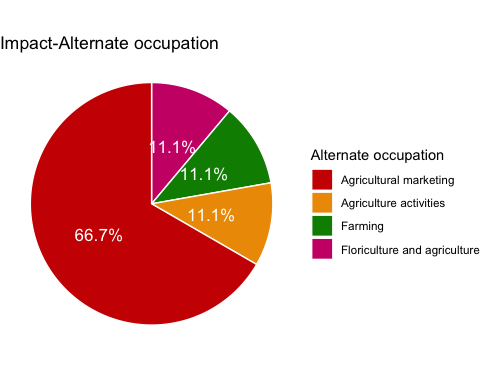 Impact-Alternate occupation
11.1%
11.1%
11.1%
66.7%
Alternate occupation
Agricultural marketing
Agriculture activities
Farming
Floriculture and agriculture